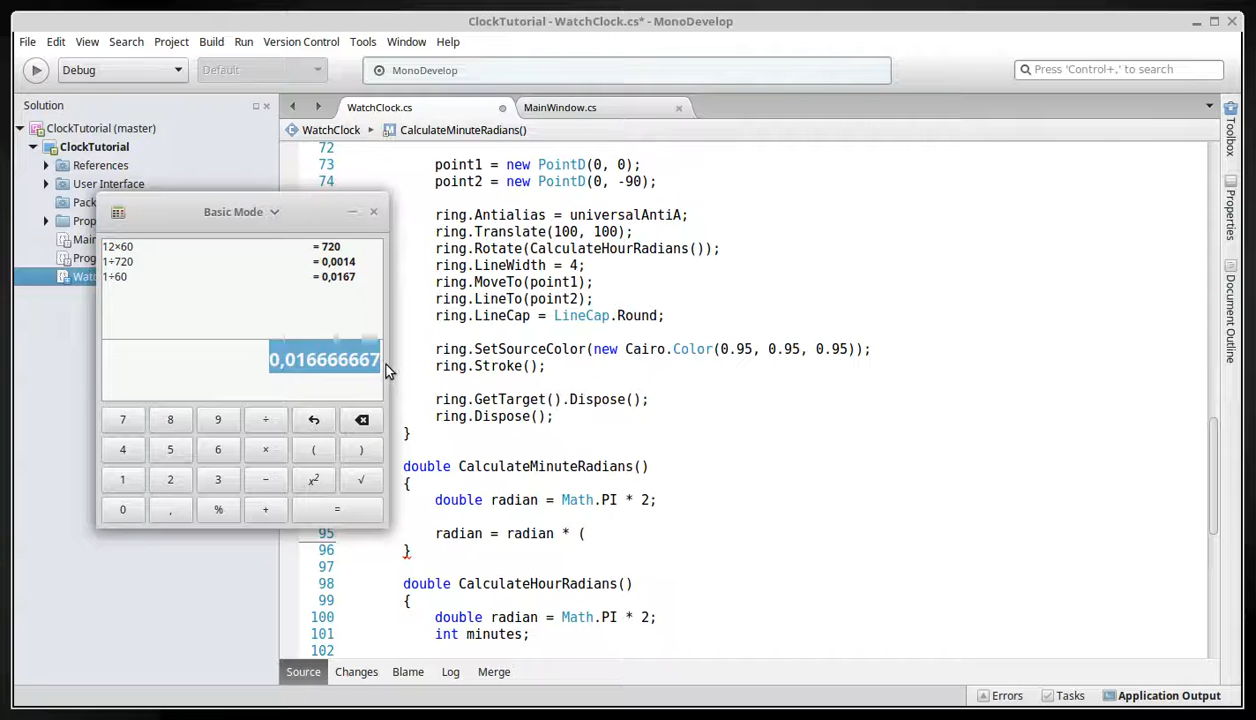 ClockTutorial - WatchClock.cs* - MonoDevelop
File Edit View Search Project Build Run Version Control Tools Window Help
Debug Default MonoDevelop Press 'Control+,' to search
Solution
WatchClock.cs MainWindow.cs
ClockTutorial (master)
WatchClock CalculateMinuteRadians()
ClockTutorial
References
User Interface
Pack
Prop
Main
Prog
Watc
Basic Mode
12×60 = 720
1÷720 = 0,0014
1÷60 = 0,0167
0,016666667
7 8 9 ÷
4 5 6 × ( )
1 2 3 − x² √
0 , % + =
72
73 point1 = new PointD(0, 0);
74 point2 = new PointD(0, -90);
ring.Antialias = universalAntiA;
ring.Translate(100, 100);
ring.Rotate(CalculateHourRadians());
ring.LineWidth = 4;
ring.MoveTo(point1);
ring.LineTo(point2);
ring.LineCap = LineCap.Round;
ring.SetSourceColor(new Cairo.Color(0.95, 0.95, 0.95));
ring.Stroke();
ring.GetTarget().Dispose();
ring.Dispose();
}
double CalculateMinuteRadians()
{
double radian = Math.PI * 2;
95 radian = radian * (
96 }
97
98 double CalculateHourRadians()
99 {
100 double radian = Math.PI * 2;
101 int minutes;
102
Source Changes Blame Log Merge
Errors Tasks Application Output
Toolbox
Properties
Document Outline